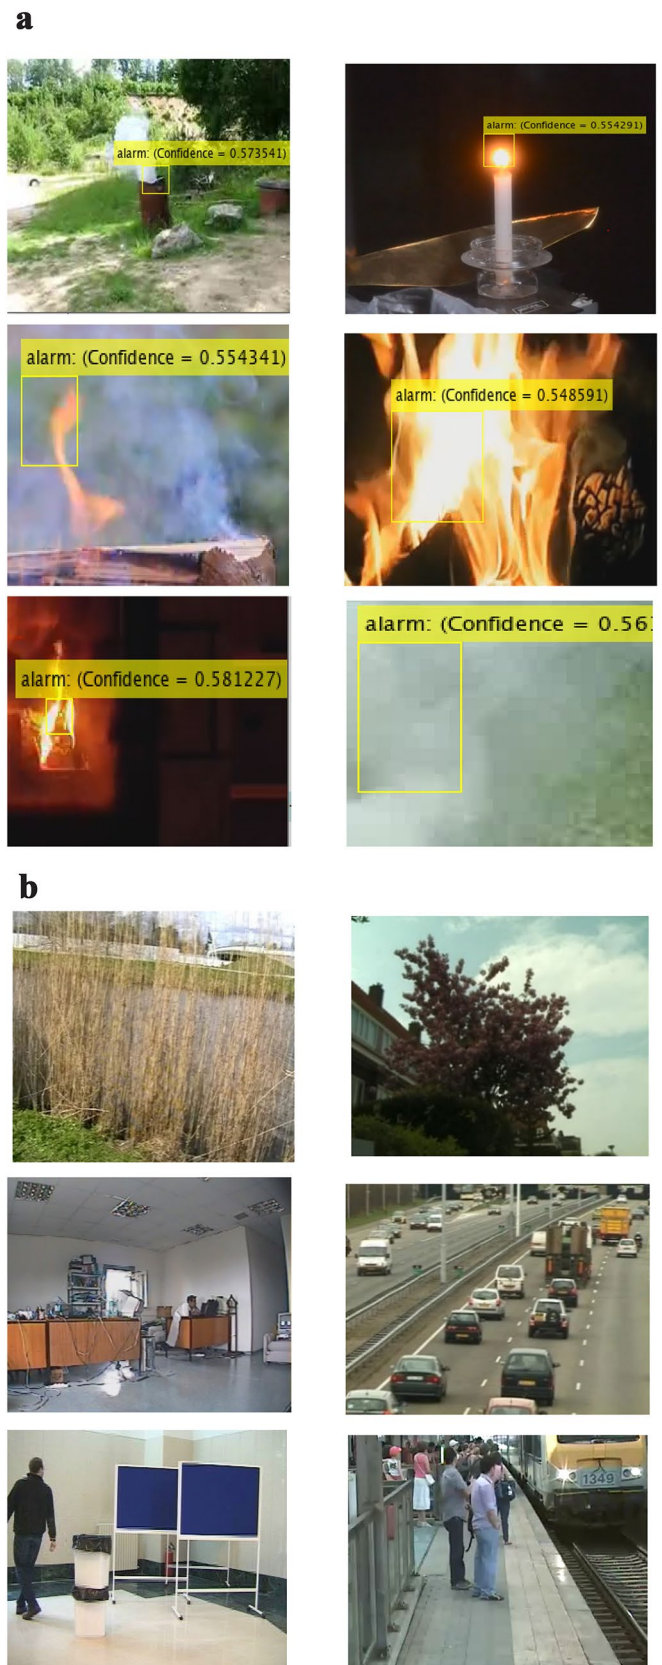 a
alarm: (Confidence = 0.573541)
alarm: (Confidence = 0.554291)
alarm: (Confidence = 0.554341)
alarm: (Confidence = 0.548591)
alarm: (Confidence = 0.581227)
alarm: (Confidence = 0.56
b
1349